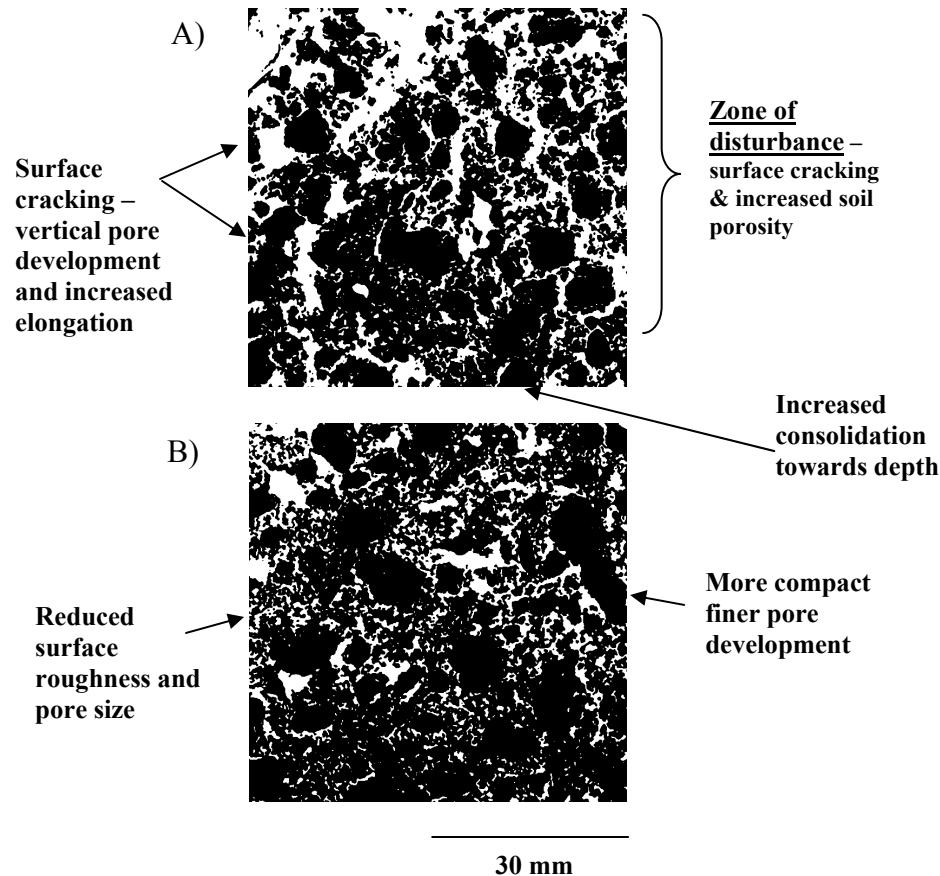 A)
Surface
cracking –
vertical pore
development
and increased
elongation
Zone of
disturbance –
surface cracking
& increased soil
porosity
Increased
consolidation
towards depth
B)
Reduced
surface
roughness and
pore size
More compact
finer pore
development
30 mm